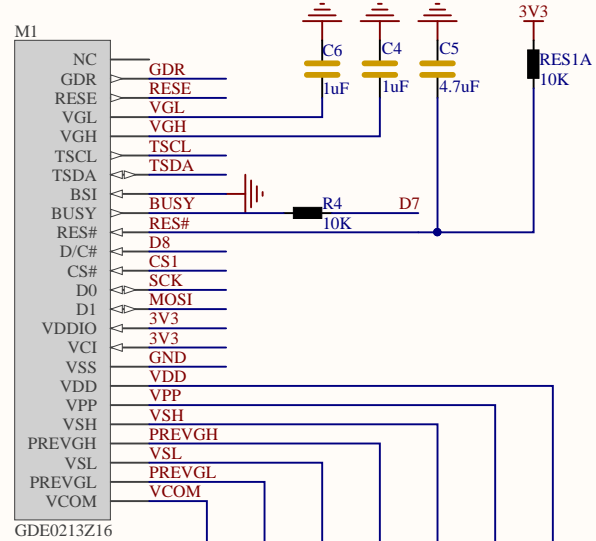 3V3
M1
C6
C4
C5
RES1A
1uF
1uF
4.7uF
10K
NC
GDR GDR
RESE RESE
VGL VGL
VGH VGH
TSCL TSCL
TSDA TSDA
BSI
BUSY BUSY R4 D7
RES# RES# 10K
D/C# D8
CS# CS1
D0 SCK
D1 MOSI
VDDIO 3V3
VCI 3V3
VSS GND
VDD VDD
VPP VPP
VSH VSH
PREVGH PREVGH
VSL VSL
PREVGL PREVGL
VCOM VCOM
GDE0213Z16